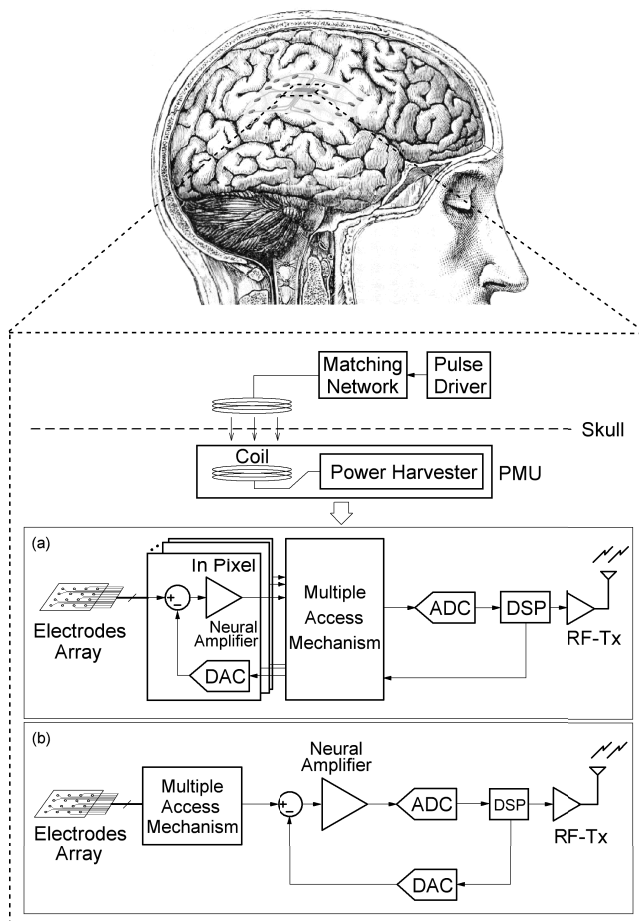 Matching
Network
Pulse
Driver
Skull
Coil
Power Harvester
PMU
(a)
In Pixel
+
−
Neural
Amplifier
DAC
Electrodes
Array
Multiple
Access
Mechanism
ADC
DSP
RF-Tx
(b)
Electrodes
Array
Multiple
Access
Mechanism
+
−
Neural
Amplifier
ADC
DSP
RF-Tx
DAC